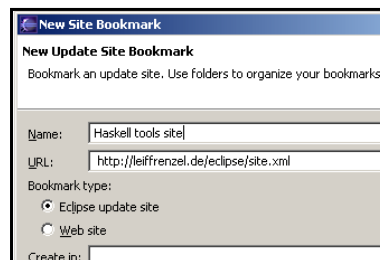 New Site Bookmark
New Update Site Bookmark
Bookmark an update site. Use folders to organize your bookmarks
Name: Haskell tools site
URL: http://leiffrenzel.de/eclipse/site.xml
Bookmark type:
Eclipse update site
Web site
Create in: